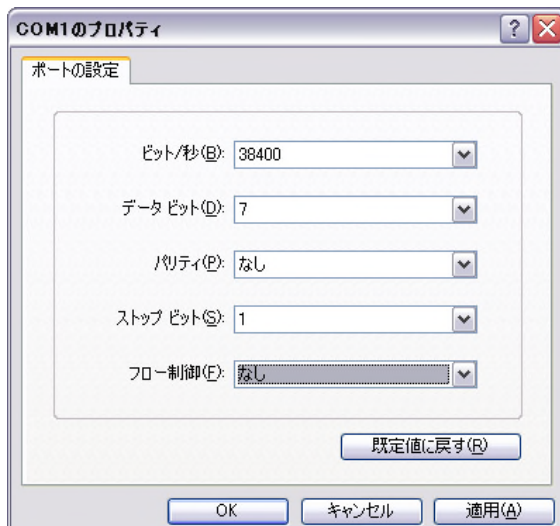 COM1のプロパティ
ポートの設定
ビット/秒(B): 38400
データ ビット(D): 7
パリティ(P): なし
ストップ ビット(S): 1
フロー制御(F): なし
既定値に戻す(R)
OK キャンセル 適用(A)